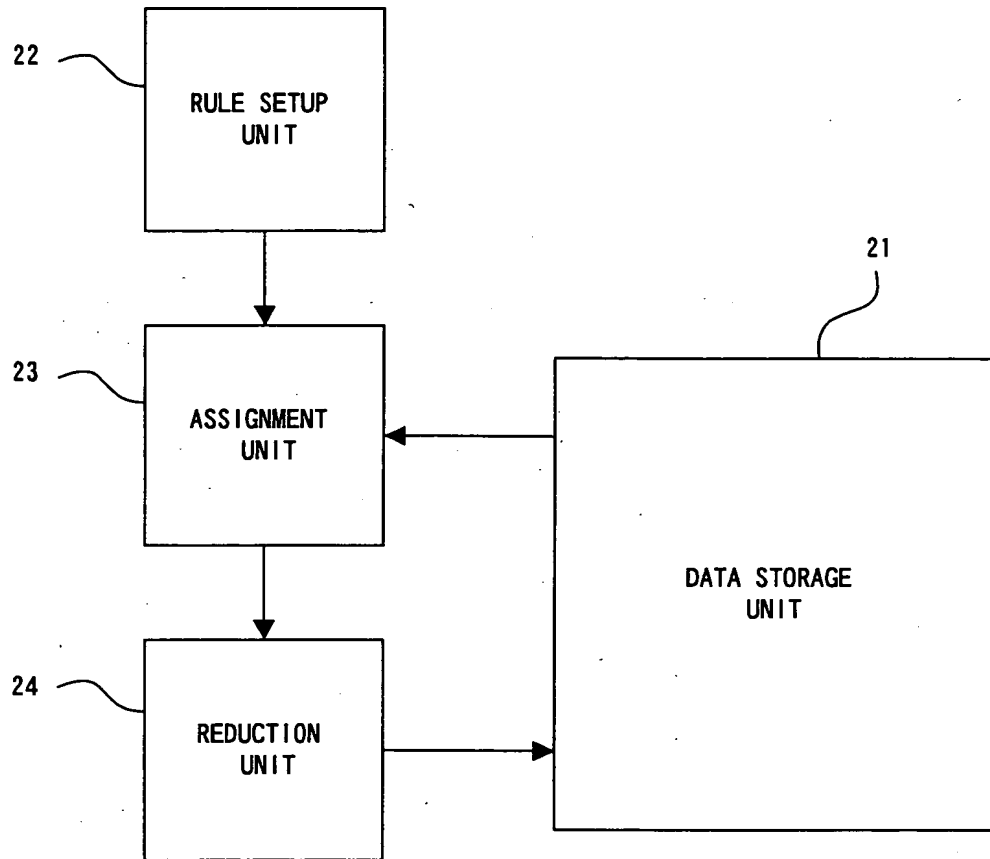 22
RULE SETUP
UNIT
21
23
ASSIGNMENT
UNIT
DATA STORAGE
UNIT
24
REDUCTION
UNIT